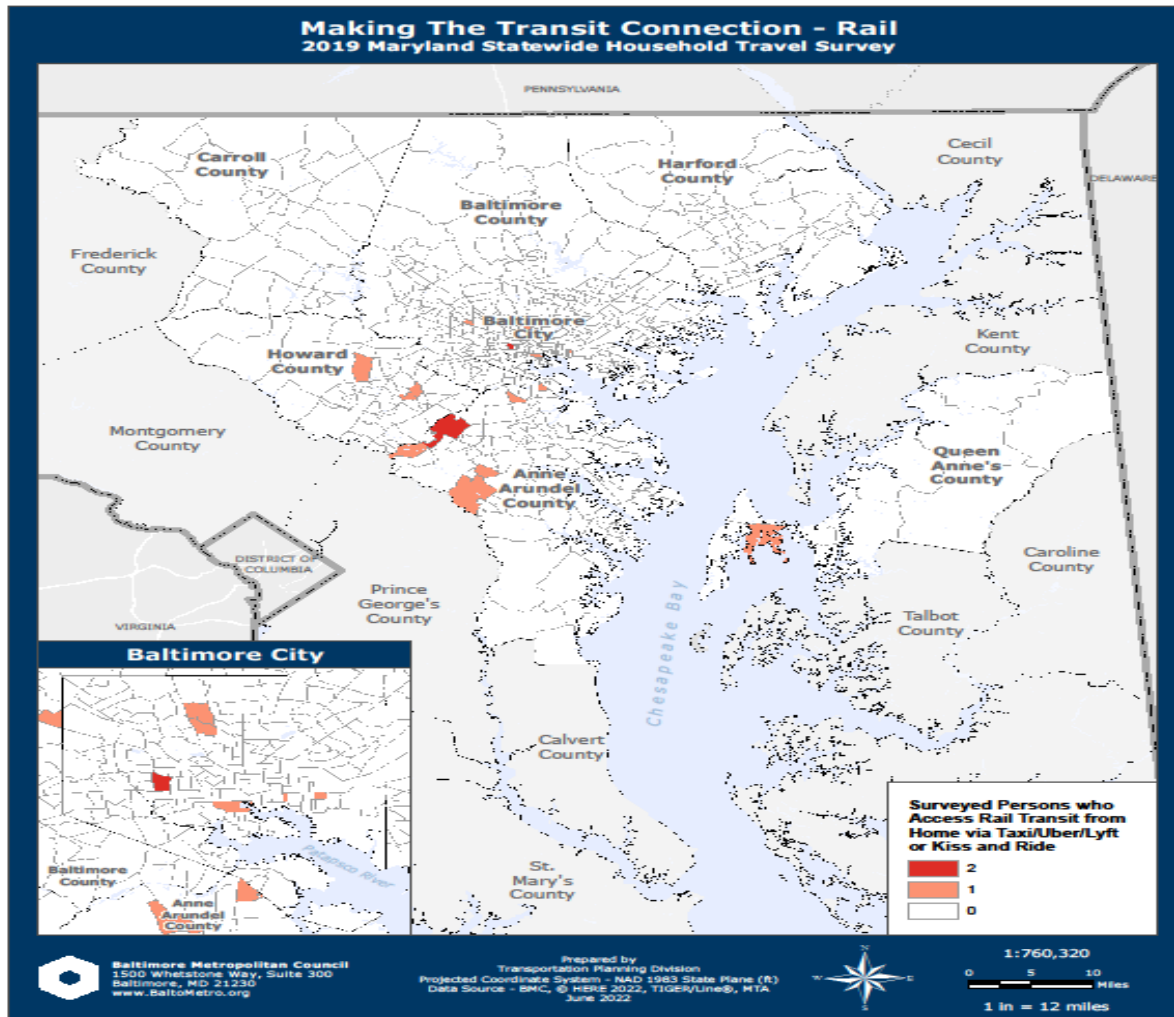 Making The Transit Connection - Rail
2019 Maryland Statewide Household Travel Survey
PENNSYLVANIA
Cecil
County
Carroll
County
Harford
County
DELAWARE
Baltimore
County
Frederick
County
Baltimore
City
Kent
County
Howard
County
Montgomery
County
Queen
Anne's
County
Anne
Arundel
County
DISTRICT OF
COLUMBIA
Caroline
County
Prince
George's
County
VIRGINIA
Talbot
County
Chesapeake Bay
Baltimore City
Calvert
County
Patapsco River
Baltimore
County
Anne
Arundel
County
St.
Mary's
County
Surveyed Persons who
Access Rail Transit from
Home via Taxi/Uber/Lyft
or Kiss and Ride
2
1
0
Baltimore Metropolitan Council
1500 Whetstone Way, Suite 300
Baltimore, MD 21230
www.BaltoMetro.org
Prepared by
Transportation Planning Division
Projected Coordinate System - NAD 1983 State Plane (ft)
Data Source - BMC, © HERE 2022, TIGER/Line®, MTA
June 2022
N
W E
S
1:760,320
0 5 10
Miles
1 in = 12 miles